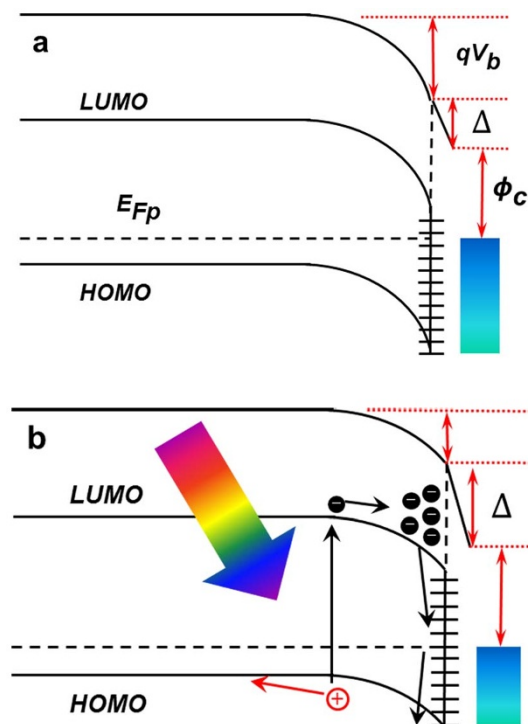 a
qV_b
LUMO
Δ
E_Fp
ϕ_c
HOMO
b
LUMO
Δ
HOMO